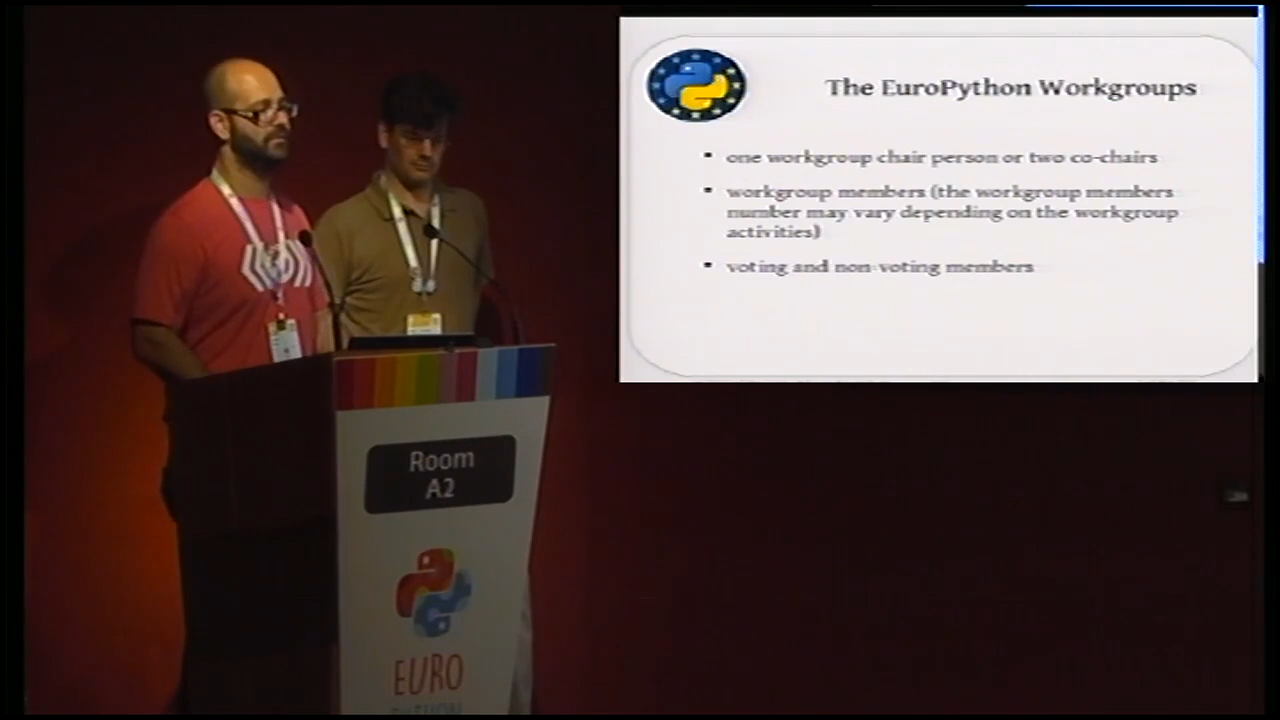 The EuroPython Workgroups
▪ one workgroup chair person or two co-chairs
▪ workgroup members (the workgroup members
number may vary depending on the workgroup
activities)
▪ voting and non-voting members
Room
A2
EURO
PYTHON